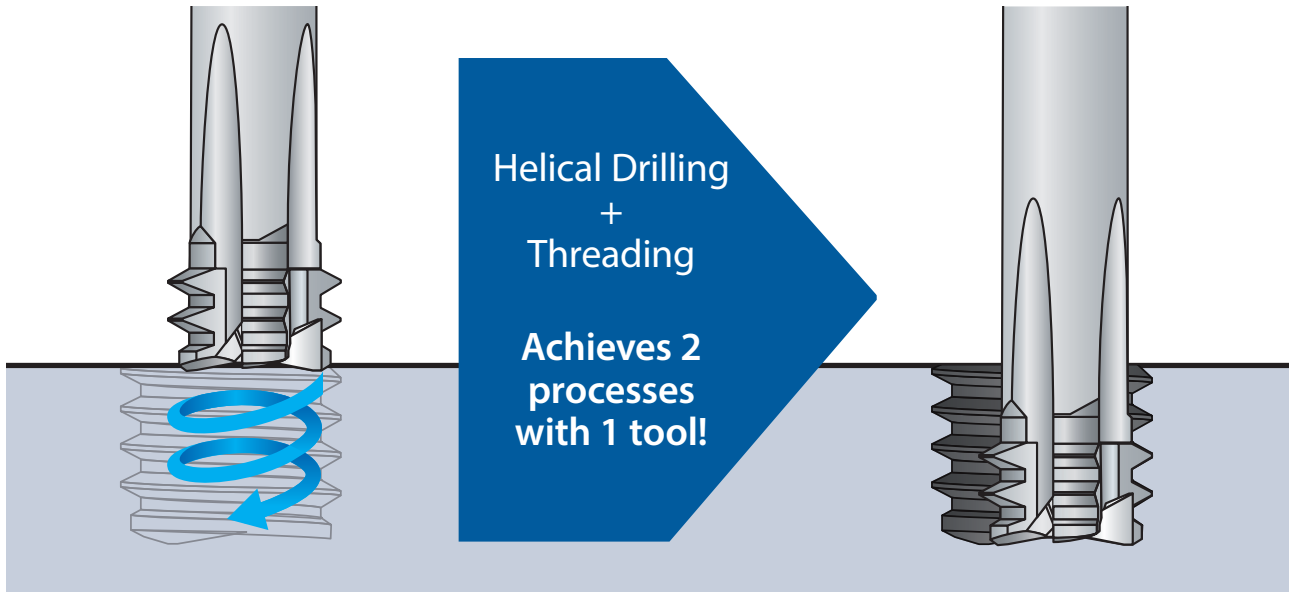 Helical Drilling
+
Threading
Achieves 2
processes
with 1 tool!